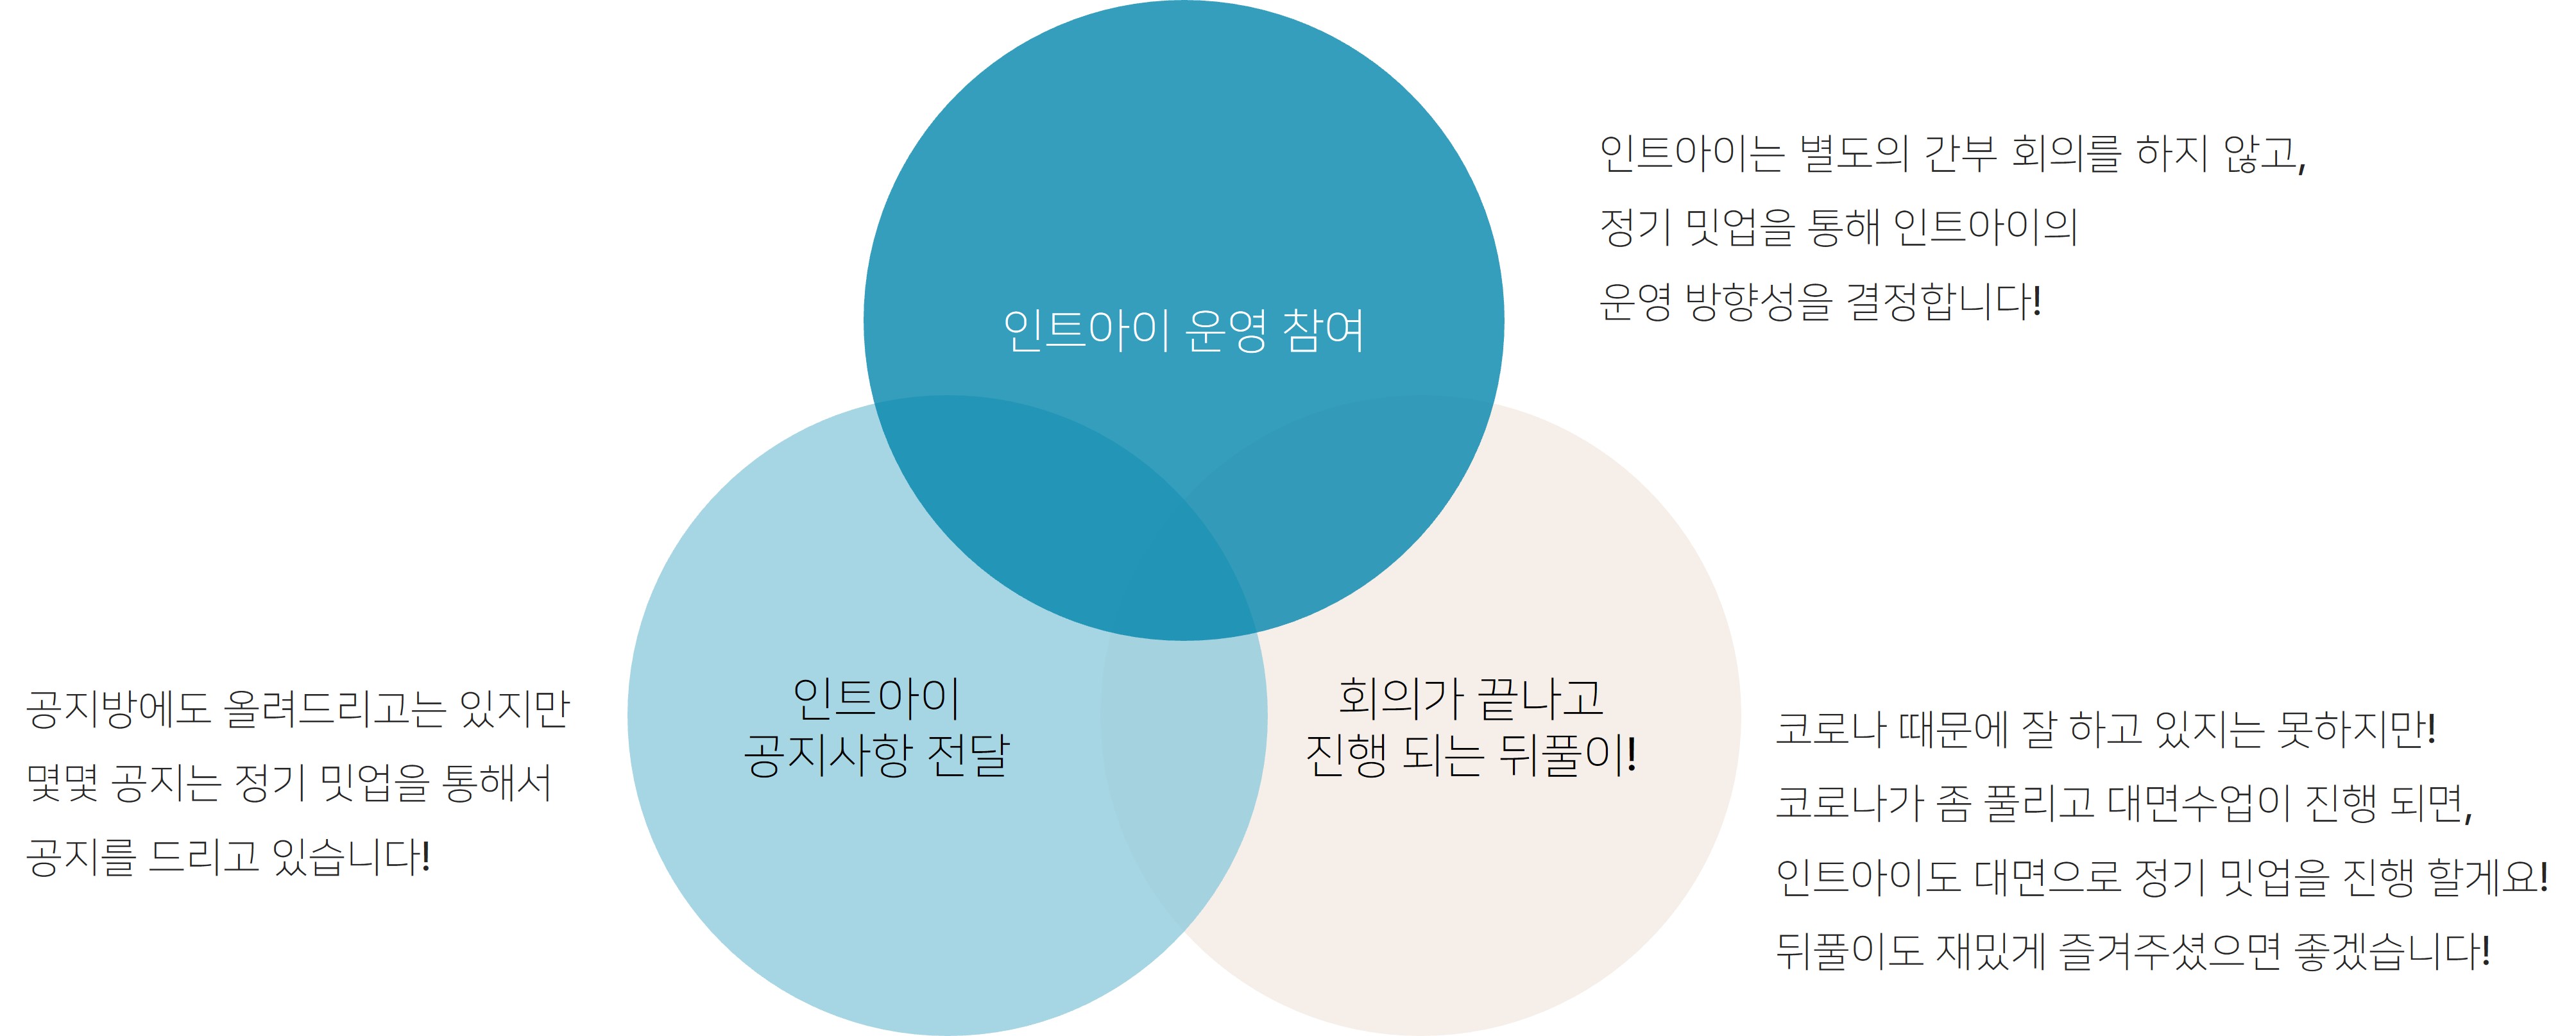 인트아이는 별도의 간부 회의를 하지 않고,
정기 밋업을 통해 인트아이의
운영 방향성을 결정합니다!
인트아이 운영 참여
공지방에도 올려드리고는 있지만
몇몇 공지는 정기 밋업을 통해서
공지를 드리고 있습니다!
인트아이
공지사항 전달
회의가 끝나고
진행 되는 뒤풀이!
코로나 때문에 잘 하고 있지는 못하지만!
코로나가 좀 풀리고 대면수업이 진행 되면,
인트아이도 대면으로 정기 밋업을 진행 할게요!
뒤풀이도 재밌게 즐겨주셨으면 좋겠습니다!